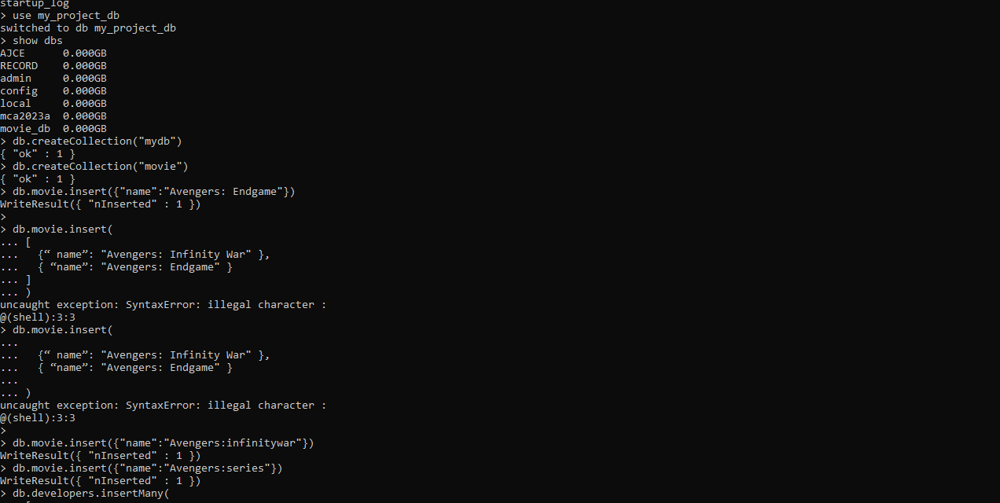 startup_log
> use my_project_db
switched to db my_project_db
> show dbs
AJCE      0.000GB
RECORD    0.000GB
admin     0.000GB
config    0.000GB
local     0.000GB
mca2023a  0.000GB
movie_db  0.000GB
> db.createCollection("mydb")
{ "ok" : 1 }
> db.createCollection("movie")
{ "ok" : 1 }
> db.movie.insert({"name":"Avengers: Endgame"})
WriteResult({ "nInserted" : 1 })
>
> db.movie.insert(
... [
...   {“ name”: "Avengers: Infinity War" },
...   { “name”: "Avengers: Endgame" }
... ]
... )
uncaught exception: SyntaxError: illegal character :
@(shell):3:3
> db.movie.insert(
...
...   {“ name”: "Avengers: Infinity War" },
...   { “name”: "Avengers: Endgame" }
...
... )
uncaught exception: SyntaxError: illegal character :
@(shell):3:3
>
> db.movie.insert({"name":"Avengers:infinitywar"})
WriteResult({ "nInserted" : 1 })
> db.movie.insert({"name":"Avengers:series"})
WriteResult({ "nInserted" : 1 })
> db.developers.insertMany(